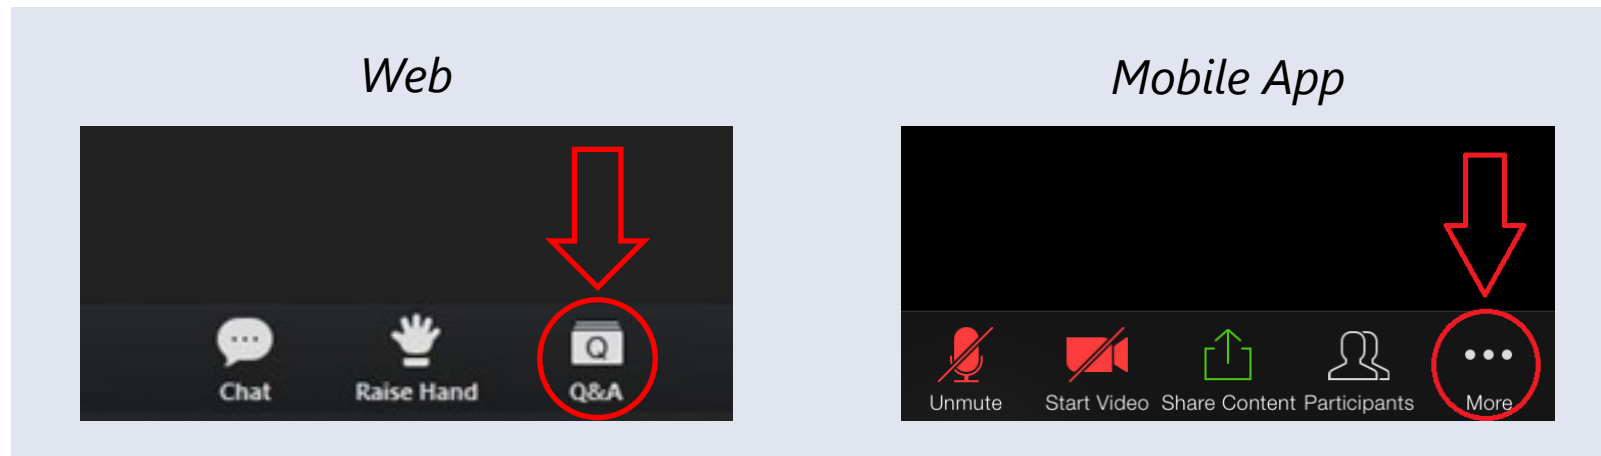 Web
Mobile App
Q
Chat
Raise Hand
Q&A
Unmute
Start Video
Share Content
Participants
More